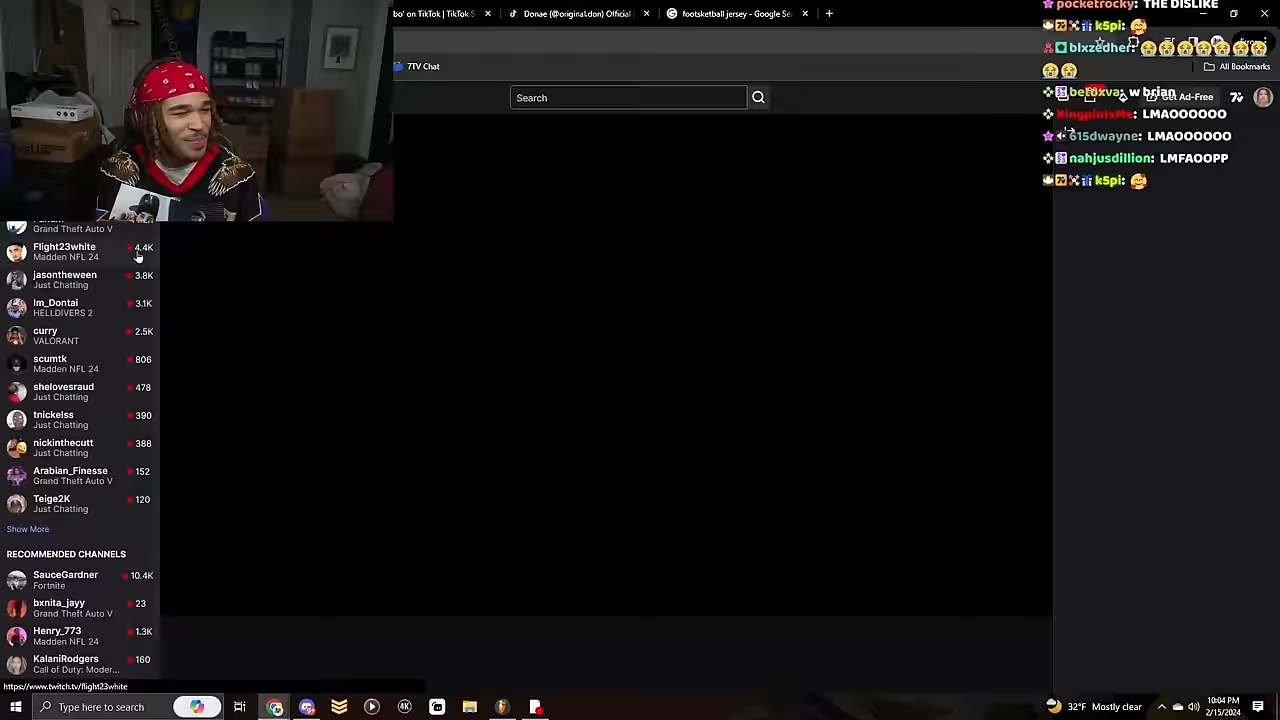 bo' on TikTok | TikTok S
Donae (@original.don) Official
footsketball jersey - Google Se
7TV Chat
All Bookmarks
Search
Get Ad-Free
pocketrocky: THE DISLIKE
k5pi:
blxzedher:
betoxva: w brian
KingpinIsMe: LMAOOOOO
615dwayne: LMAOOOOO
nahjusdillion: LMFAOOPP
k5pi:
Grand Theft Auto V
Flight23white 4.4K
Madden NFL 24
jasontheween 3.8K
Just Chatting
Im_Dontai 3.1K
HELLDIVERS 2
curry 2.5K
VALORANT
scumtk 806
Madden NFL 24
shelovesraud 478
Just Chatting
tnickelss 390
Just Chatting
nickinthecutt 388
Just Chatting
Arabian_Finesse 152
Grand Theft Auto V
Teige2K 120
Just Chatting
Show More
RECOMMENDED CHANNELS
SauceGardner 10.4K
Fortnite
bxnita_jayy 23
Grand Theft Auto V
Henry_773 1.3K
Madden NFL 24
KalaniRodgers 160
Call of Duty: Moder...
https://www.twitch.tv/flight23white
Type here to search
4K
32°F Mostly clear
10:04 PM
2/15/2024